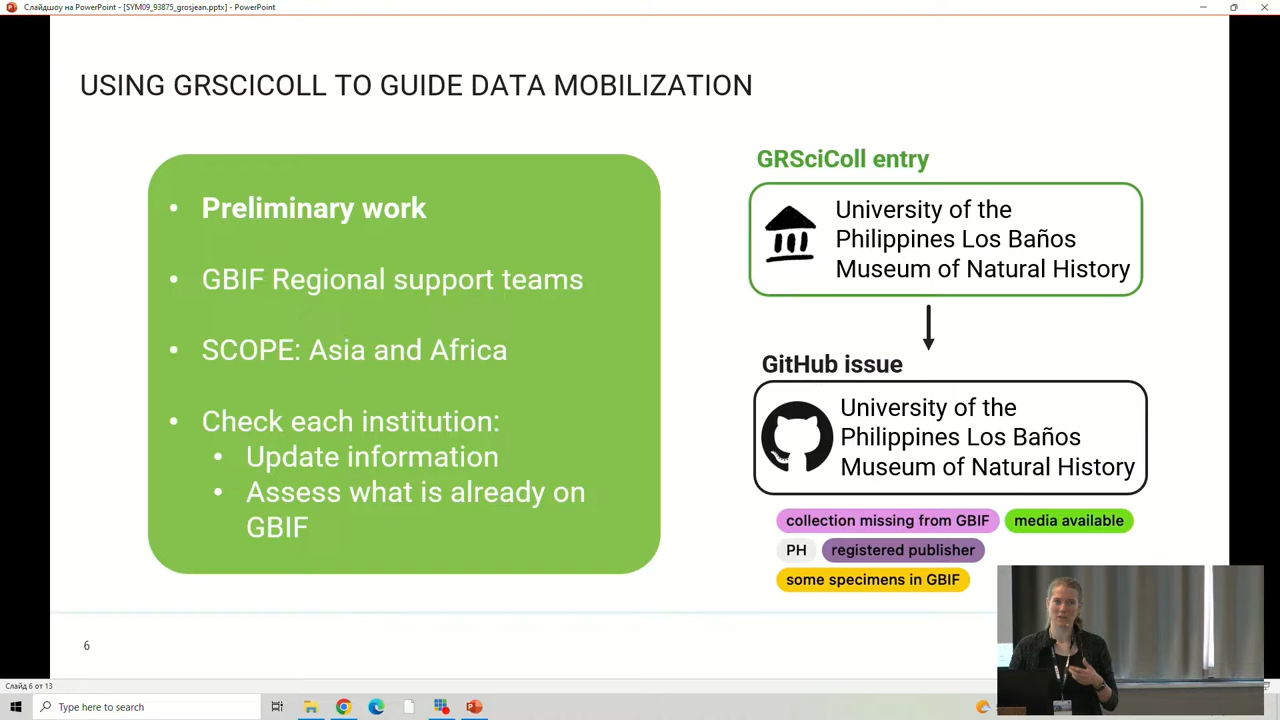 Слайдшоу на PowerPoint - [SYM09_93875_grosjean.pptx] - PowerPoint
USING GRSCICOLL TO GUIDE DATA MOBILIZATION
• Preliminary work
• GBIF Regional support teams
• SCOPE: Asia and Africa
• Check each institution:
• Update information
• Assess what is already on
GBIF
GRSciColl entry
University of the
Philippines Los Baños
Museum of Natural History
GitHub issue
University of the
Philippines Los Baños
Museum of Natural History
collection missing from GBIF
media available
PH
registered publisher
some specimens in GBIF
6
Слайд 6 от 13
Type here to search